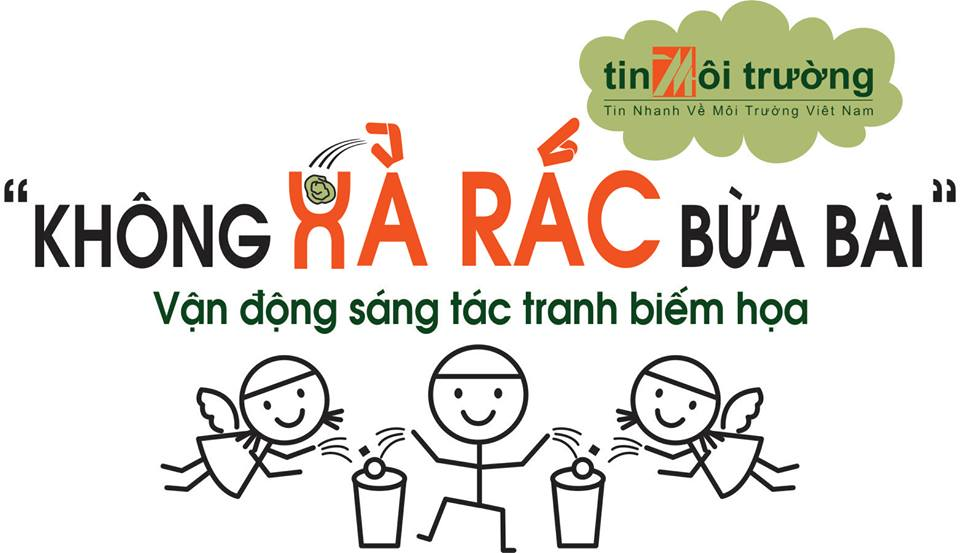 tin Môi trường
Tin Nhanh Về Môi Trường Việt Nam
“KHÔNG XẢ RÁC BỪA BÃI”
Vận động sáng tác tranh biếm họa